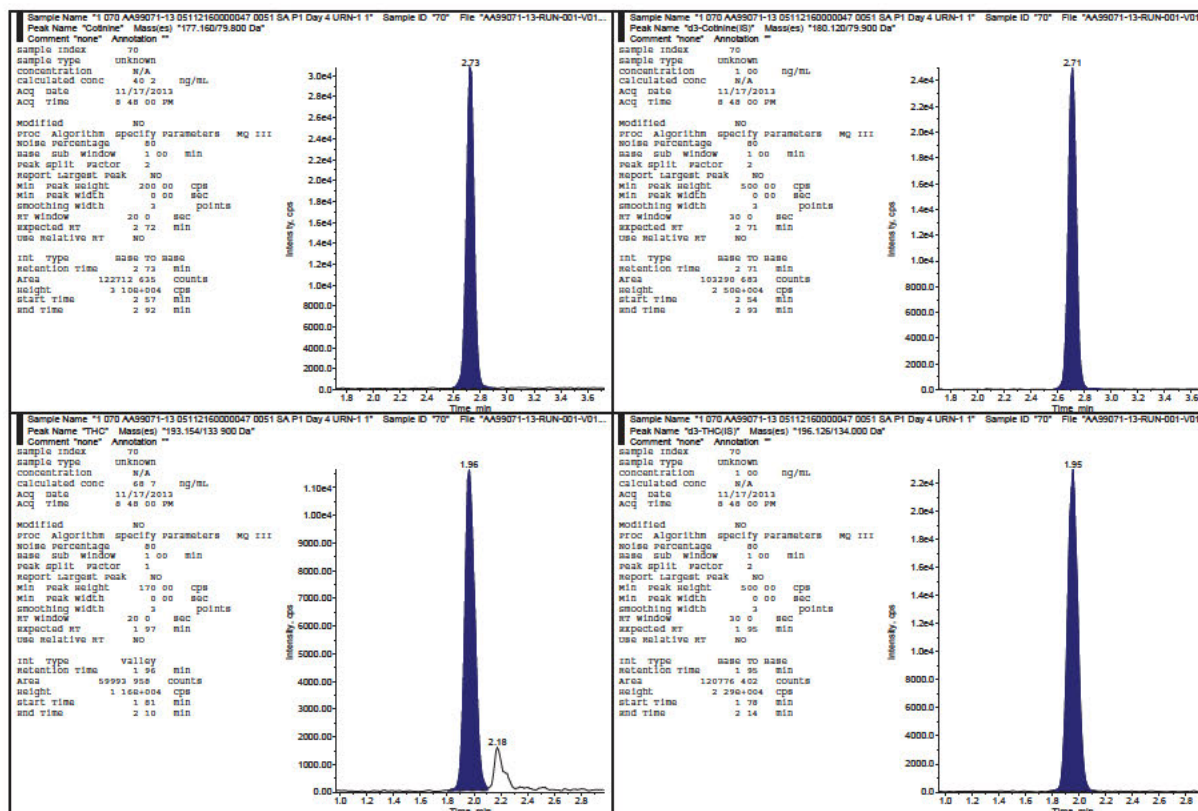 Sample Name "1 070 AA99071-13 05112160000047 0051 SA P1 Day 4 URN-1 1" Sample ID "70" File "AA99071-13-RUN-001-V01...
Peak Name "Cotinine" Mass(es) "177.160/79.800 Da"
Comment "none" Annotation ""
Sample Index 70
Sample Type Unknown
Concentration N/A
Calculated Conc 40 2 ng/mL
Acq Date 11/17/2013
Acq Time 8 48 00 PM
Modified NO
Proc Algorithm Specify Parameters MQ III
Noise Percentage 80
Base Sub Window 1 00 min
Peak Split Factor 2
Report Largest Peak NO
Min Peak Height 200 00 cps
Min Peak Width 0 00 sec
Smoothing Width 3 points
RT Window 20 0 sec
Expected RT 2 72 min
Use Relative RT NO
Int Type Base To Base
Retention Time 2 73 min
Area 122712 635 counts
Height 3 10e+004 cps
Start Time 2 57 min
End Time 2 92 min
2.73
Intensity, cps
3.0e4
2.8e4
2.6e4
2.4e4
2.2e4
2.0e4
1.8e4
1.6e4
1.4e4
1.2e4
1.0e4
8000.0
6000.0
4000.0
2000.0
0.0
1.8 2.0 2.2 2.4 2.6 2.8 3.0 3.2 3.4 3.6
Time, min
Sample Name "1 070 AA99071-13 05112160000047 0051 SA P1 Day 4 URN-1 1" Sample ID "70" File "AA99071-13-RUN-001-V01...
Peak Name "d3-Cotinine(IS)" Mass(es) "180.120/79.900 Da"
Comment "none" Annotation ""
Sample Index 70
Sample Type Unknown
Concentration 1 00 ng/mL
Calculated Conc N/A
Acq Date 11/17/2013
Acq Time 8 48 00 PM
Modified NO
Proc Algorithm Specify Parameters MQ III
Noise Percentage 80
Base Sub Window 1 00 min
Peak Split Factor 2
Report Largest Peak NO
Min Peak Height 500 00 cps
Min Peak Width 0 00 sec
Smoothing Width 3 points
RT Window 30 0 sec
Expected RT 2 71 min
Use Relative RT NO
Int Type Base To Base
Retention Time 2 71 min
Area 103290 683 counts
Height 2 50e+004 cps
Start Time 2 54 min
End Time 2 93 min
2.71
Intensity, cps
2.4e4
2.2e4
2.0e4
1.8e4
1.6e4
1.4e4
1.2e4
1.0e4
8000.0
6000.0
4000.0
2000.0
0.0
1.8 2.0 2.2 2.4 2.6 2.8 3.0 3.2 3.4 3.6
Time, min
Sample Name "1 070 AA99071-13 05112160000047 0051 SA P1 Day 4 URN-1 1" Sample ID "70" File "AA99071-13-RUN-001-V01...
Peak Name "THC" Mass(es) "193.154/133 900 Da"
Comment "none" Annotation ""
Sample Index 70
Sample Type Unknown
Concentration N/A
Calculated Conc 68 7 ng/mL
Acq Date 11/17/2013
Acq Time 8 48 00 PM
Modified NO
Proc Algorithm Specify Parameters MQ III
Noise Percentage 80
Base Sub Window 1 00 min
Peak Split Factor 1
Report Largest Peak NO
Min Peak Height 170 00 cps
Min Peak Width 0 00 sec
Smoothing Width 3 points
RT Window 20 0 sec
Expected RT 1 97 min
Use Relative RT NO
Int Type Valley
Retention Time 1 96 min
Area 59993 958 counts
Height 1 16e+004 cps
Start Time 1 81 min
End Time 2 10 min
1.96
2.18
Intensity, cps
1.10e4
1.00e4
9000.00
8000.00
7000.00
6000.00
5000.00
4000.00
3000.00
2000.00
1000.00
0.00
1.0 1.2 1.4 1.6 1.8 2.0 2.2 2.4 2.6 2.8
Time, min
Sample Name "1 070 AA99071-13 05112160000047 0051 SA P1 Day 4 URN-1 1" Sample ID "70" File "AA99071-13-RUN-001-V01...
Peak Name "d3-THC(IS)" Mass(es) "196.126/134.000 Da"
Comment "none" Annotation ""
Sample Index 70
Sample Type Unknown
Concentration 1 00 ng/mL
Calculated Conc N/A
Acq Date 11/17/2013
Acq Time 8 48 00 PM
Modified NO
Proc Algorithm Specify Parameters MQ III
Noise Percentage 80
Base Sub Window 1 00 min
Peak Split Factor 2
Report Largest Peak NO
Min Peak Height 500 00 cps
Min Peak Width 0 00 sec
Smoothing Width 3 points
RT Window 30 0 sec
Expected RT 1 95 min
Use Relative RT NO
Int Type Base To Base
Retention Time 1 95 min
Area 120776 402 counts
Height 2 29e+004 cps
Start Time 1 78 min
End Time 2 14 min
1.95
Intensity, cps
2.2e4
2.0e4
1.8e4
1.6e4
1.4e4
1.2e4
1.0e4
8000.0
6000.0
4000.0
2000.0
0.0
1.0 1.2 1.4 1.6 1.8 2.0 2.2 2.4 2.6 2.8
Time, min